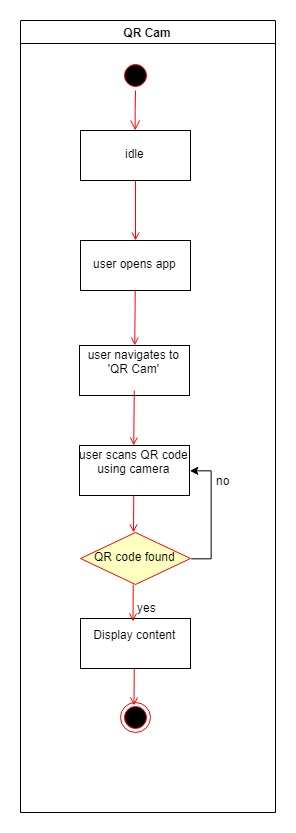 QR Cam
idle
user opens app
user navigates to
'QR Cam'
user scans QR code
using camera
no
QR code found
yes
Display content